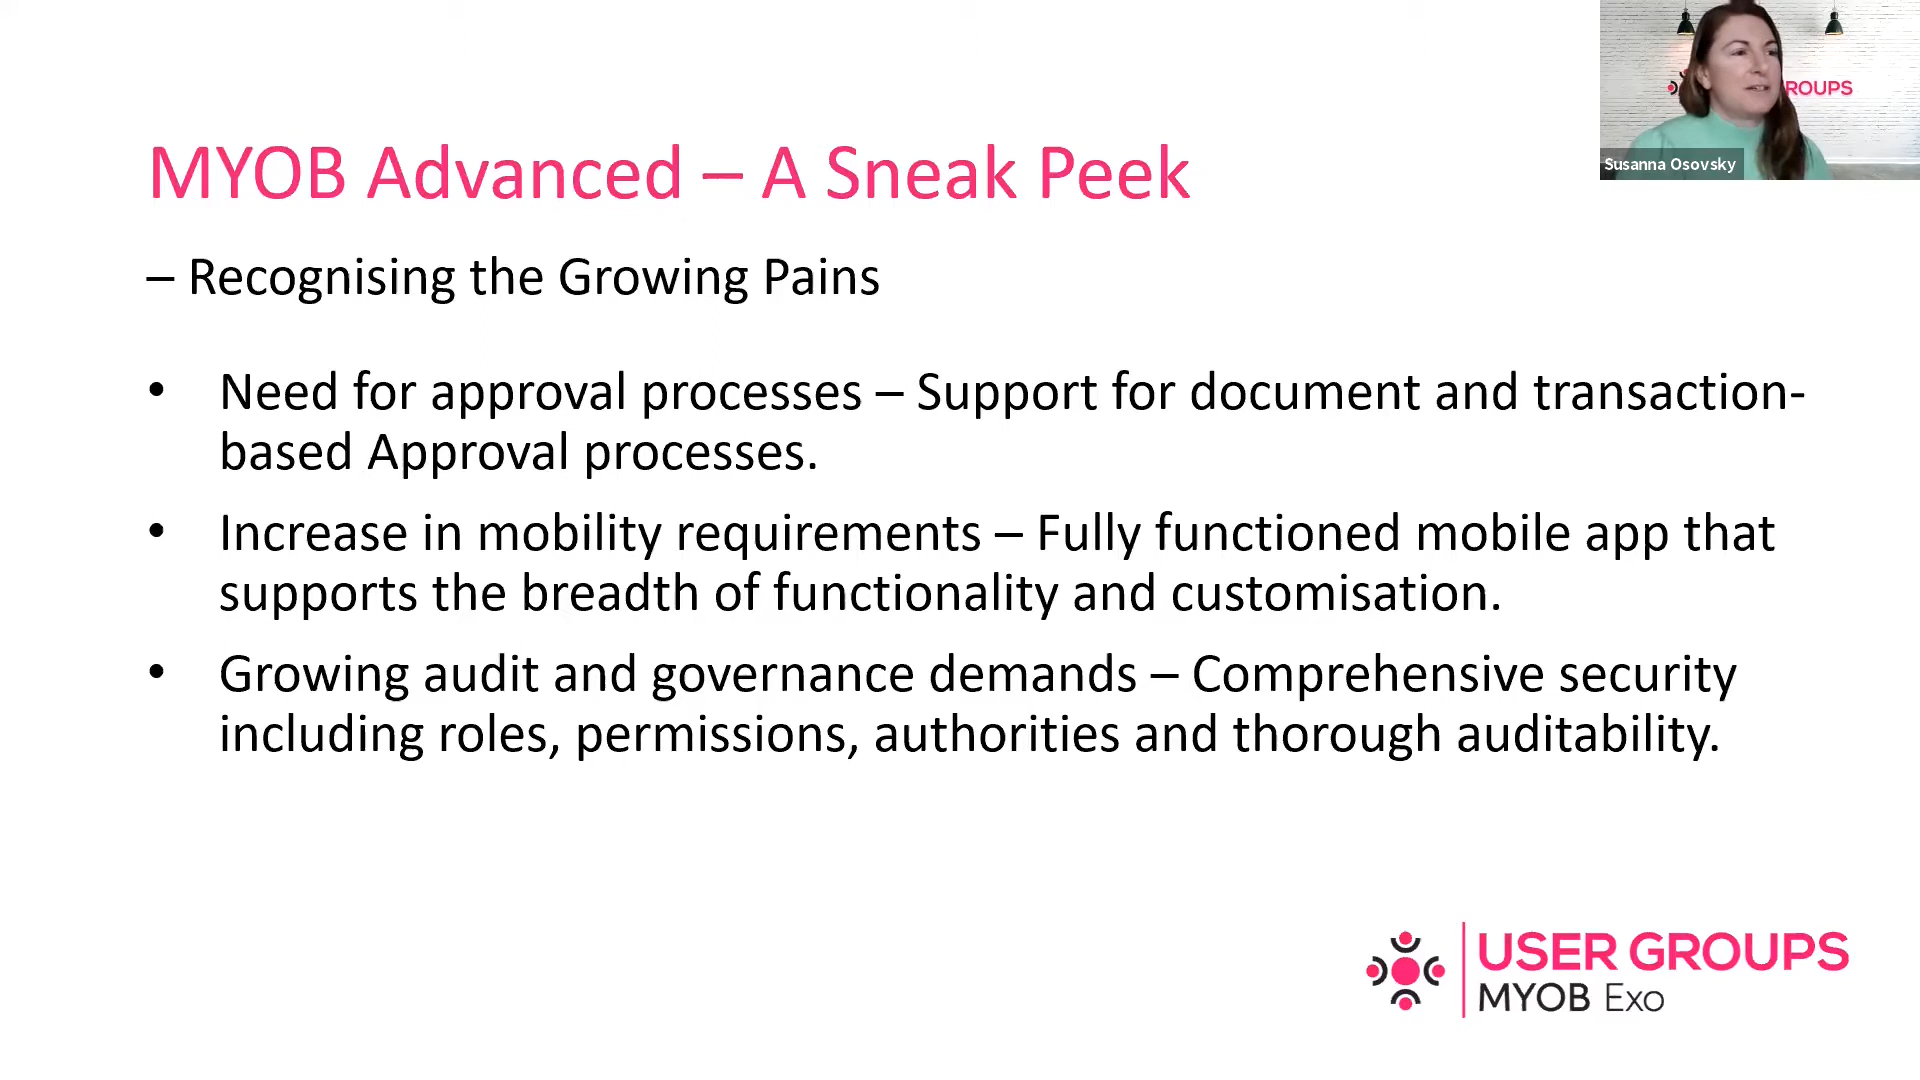 ROUPS
Susanna Osovsky
MYOB Advanced – A Sneak Peek
– Recognising the Growing Pains
• Need for approval processes – Support for document and transaction-
based Approval processes.
• Increase in mobility requirements – Fully functioned mobile app that
supports the breadth of functionality and customisation.
• Growing audit and governance demands – Comprehensive security
including roles, permissions, authorities and thorough auditability.
USER GROUPS
MYOB Exo